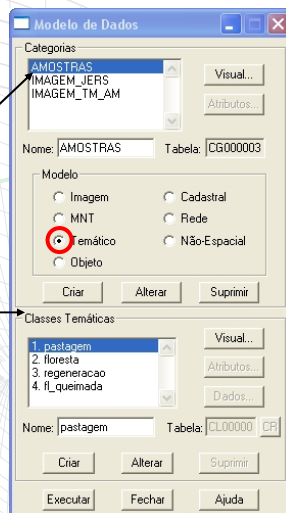 Modelo de Dados
Categorias
AMOSTRAS
IMAGEM_JERS
IMAGEM_TM_AM
Visual...
Atributos...
Nome: AMOSTRAS Tabela: CG000003
Modelo
Imagem Cadastral
MNT Rede
Temático Não-Espacial
Objeto
Criar Alterar Suprimir
Classes Temáticas
1. pastagem
2. floresta
3. regeneracao
4. fl_queimada
Visual...
Atributos...
Dados...
Nome: pastagem Tabela: CL00000 CR
Criar Alterar Suprimir
Executar Fechar Ajuda